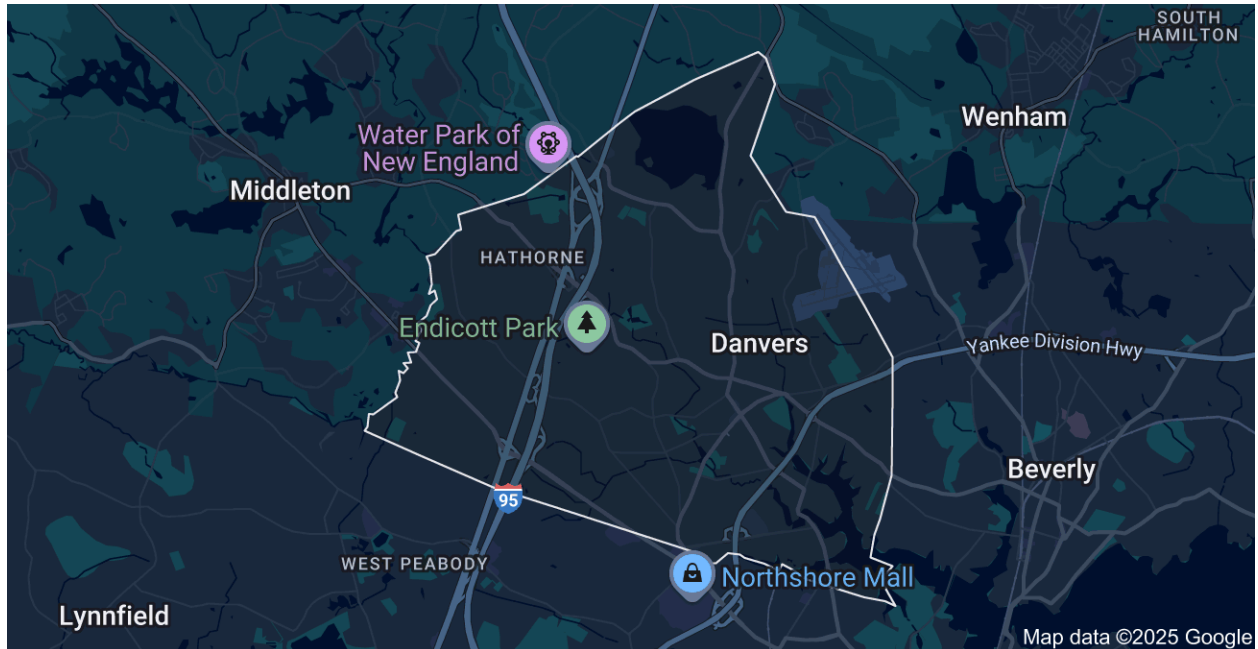 SOUTH
HAMILTON
Wenham
Water Park of
New England
Middleton
HATHORNE
Endicott Park
Danvers
Yankee Division Hwy
Beverly
95
WEST PEABODY
Northshore Mall
Lynnfield
Map data ©2025 Google